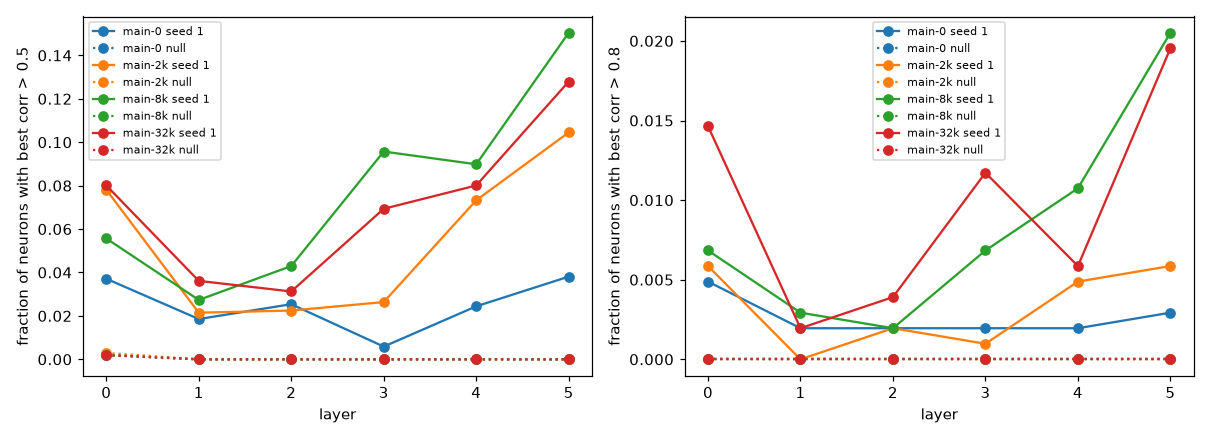 fraction of neurons with best corr > 0.5
0.14
0.12
0.10
0.08
0.06
0.04
0.02
0.00
main-0 seed 1
main-0 null
main-2k seed 1
main-2k null
main-8k seed 1
main-8k null
main-32k seed 1
main-32k null
0 1 2 3 4 5
layer
fraction of neurons with best corr > 0.8
0.020
0.015
0.010
0.005
0.000
main-0 seed 1
main-0 null
main-2k seed 1
main-2k null
main-8k seed 1
main-8k null
main-32k seed 1
main-32k null
0 1 2 3 4 5
layer